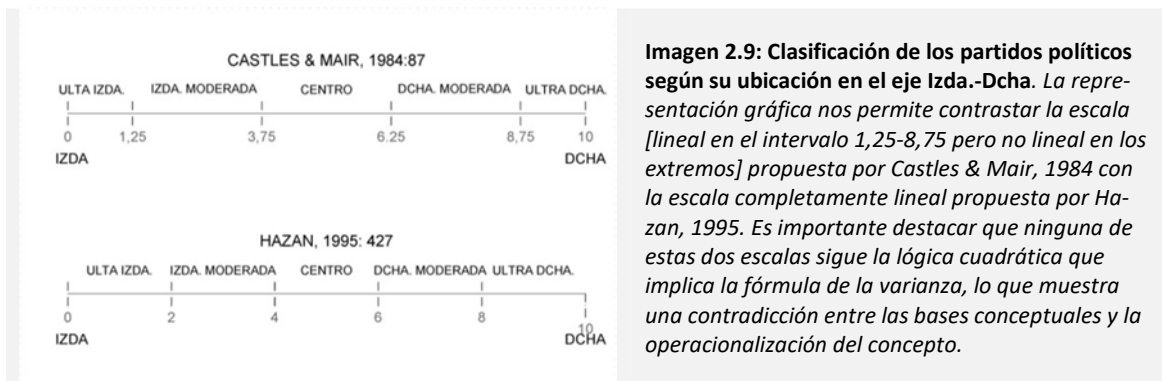 CASTLES & MAIR, 1984:87
ULTA IZDA. IZDA. MODERADA CENTRO DCHA. MODERADA ULTRA DCHA.
0 1,25 3,75 6.25 8,75 10
IZDA DCHA
HAZAN, 1995: 427
ULTA IZDA. IZDA. MODERADA CENTRO DCHA. MODERADA ULTRA DCHA.
0 2 4 6 8 10
IZDA DCHA
Imagen 2.9: Clasificación de los partidos políticos
según su ubicación en el eje Izda.-Dcha. La repre-
sentación gráfica nos permite contrastar la escala
[lineal en el intervalo 1,25-8,75 pero no lineal en los
extremos] propuesta por Castles & Mair, 1984 con
la escala completamente lineal propuesta por Ha-
zan, 1995. Es importante destacar que ninguna de
estas dos escalas sigue la lógica cuadrática que
implica la fórmula de la varianza, lo que muestra
una contradicción entre las bases conceptuales y la
operacionalización del concepto.